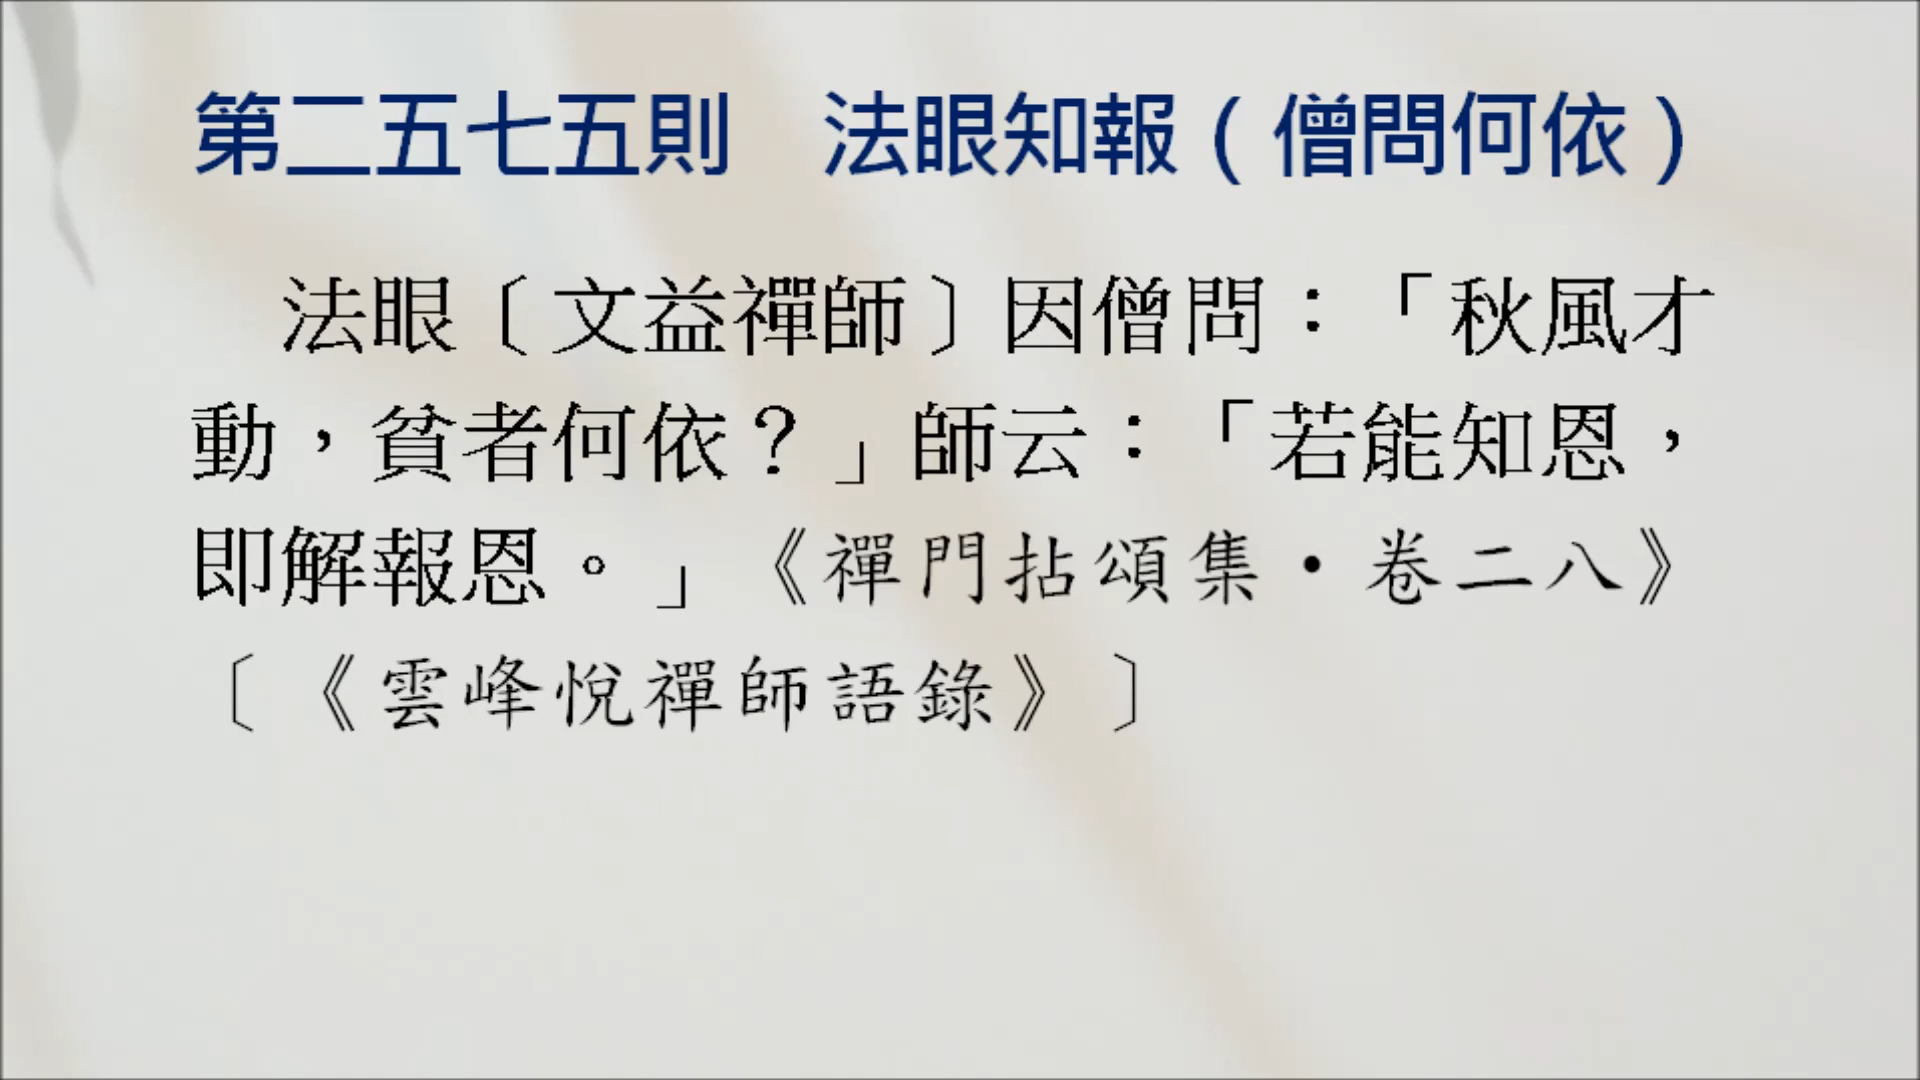 第二五七五則　法眼知報（僧問何依）
法眼〔文益禪師〕因僧問：「秋風才
動，貧者何依？」師云：「若能知恩，
即解報恩。」《禪門拈頌集・卷二八》
〔《雲峰悅禪師語錄》〕